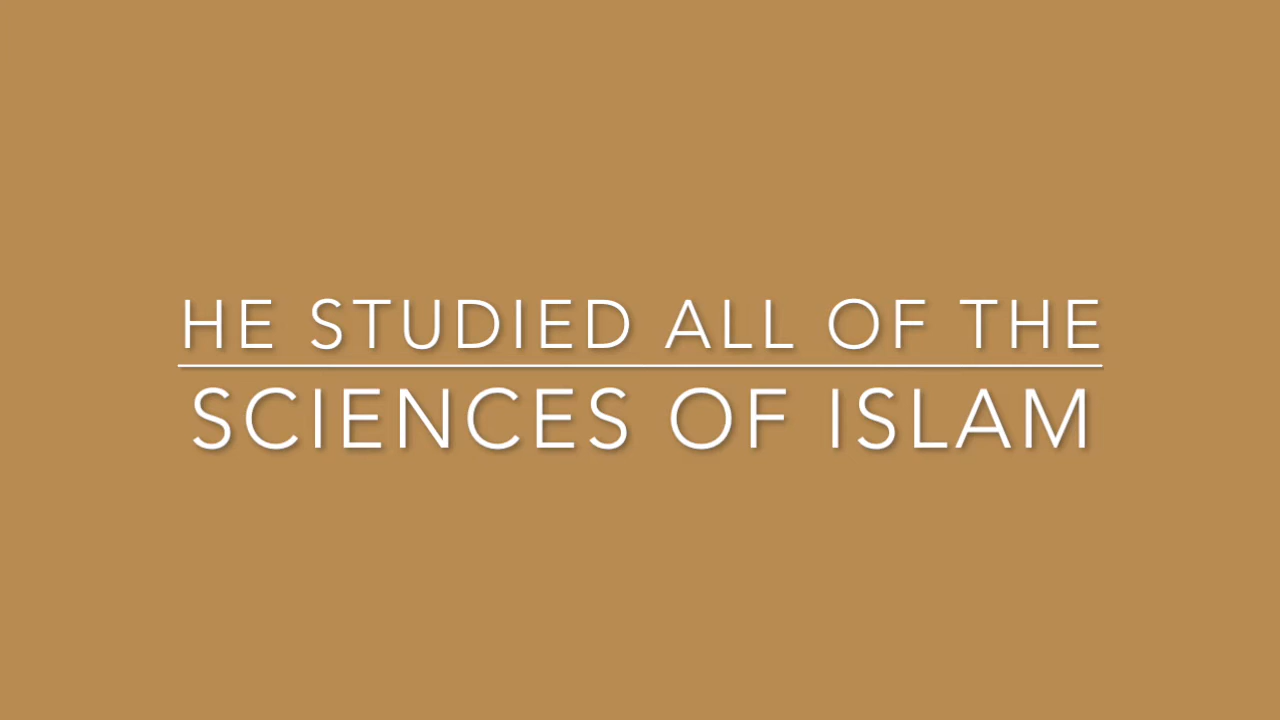 HE STUDIED ALL OF THE
SCIENCES OF ISLAM